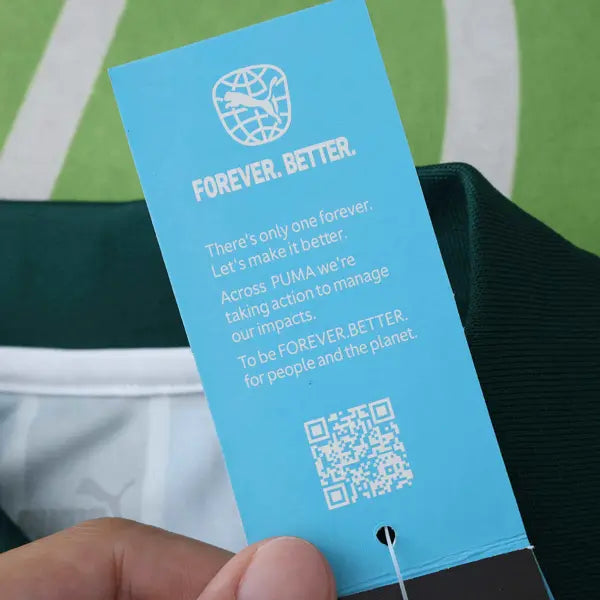 FOREVER. BETTER.
There's only one forever.
Let's make it better.
Across PUMA we're
taking action to manage
our impacts.
To be FOREVER.BETTER.
for people and the planet.